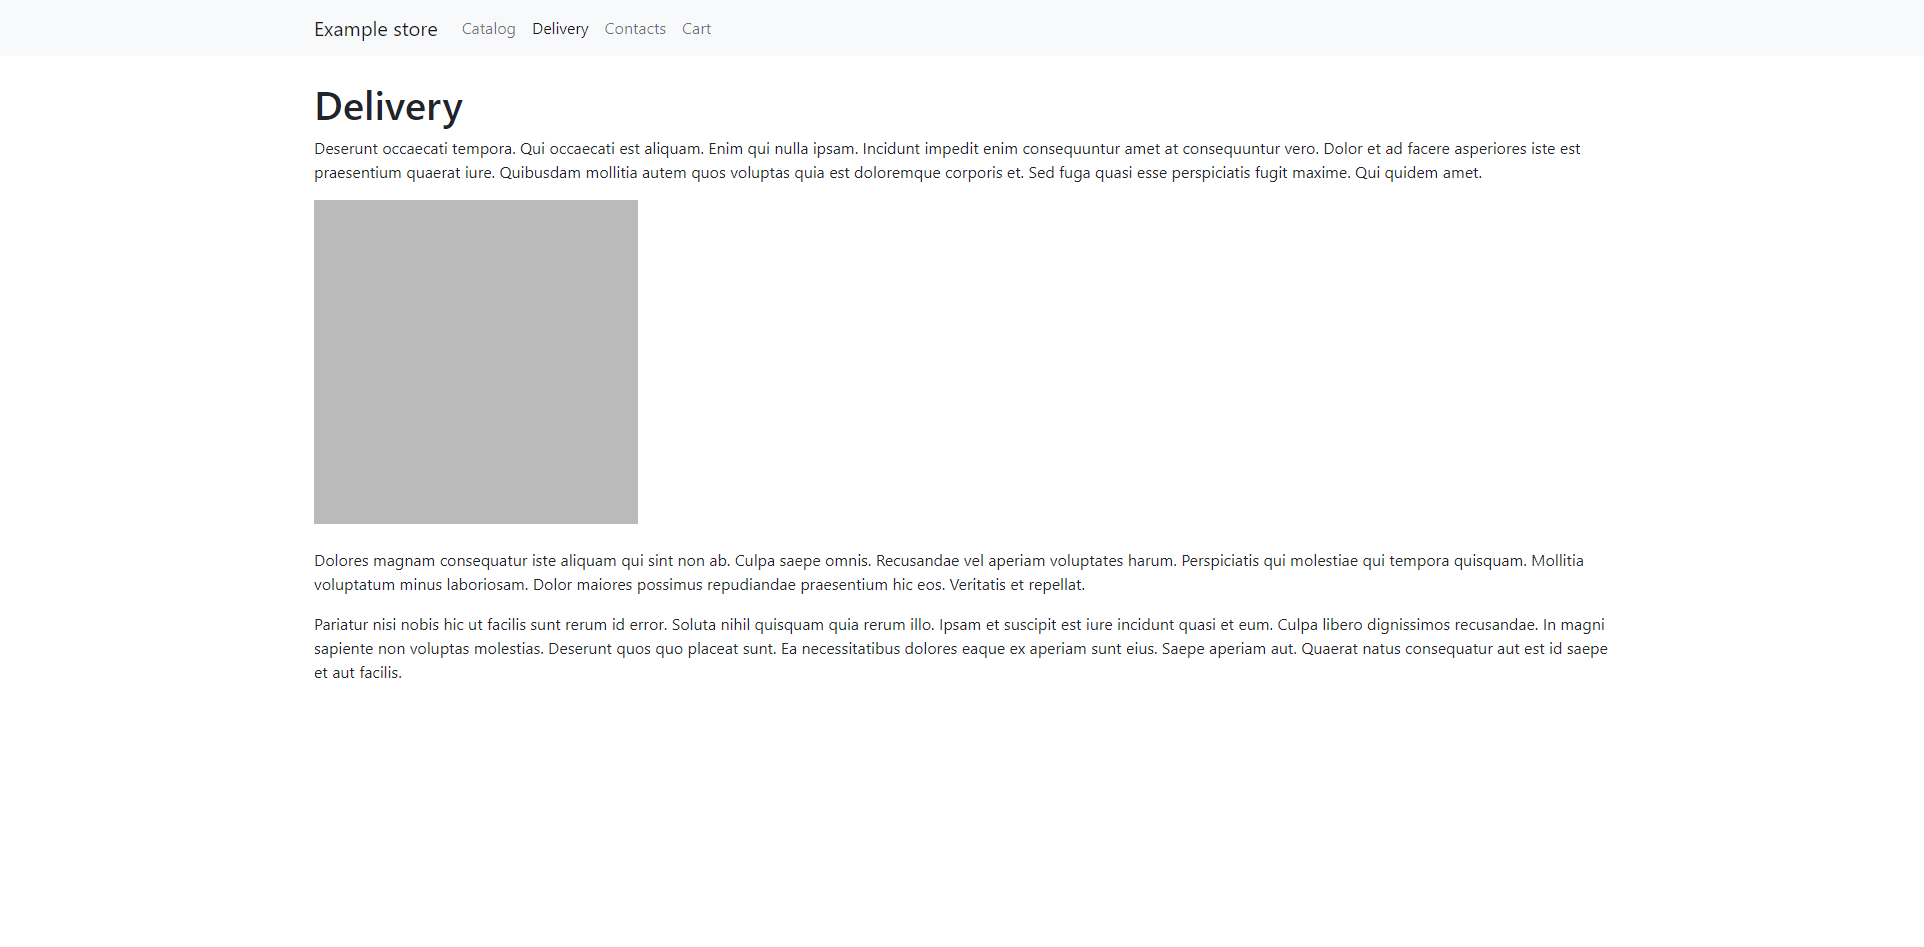 Example store Catalog Delivery Contacts Cart
Delivery
Deserunt occaecati tempora. Qui occaecati est aliquam. Enim qui nulla ipsam. Incidunt impedit enim consequuntur amet at consequuntur vero. Dolor et ad facere asperiores iste est
praesentium quaerat iure. Quibusdam mollitia autem quos voluptas quia est doloremque corporis et. Sed fuga quasi esse perspiciatis fugit maxime. Qui quidem amet.
Dolores magnam consequatur iste aliquam qui sint non ab. Culpa saepe omnis. Recusandae vel aperiam voluptates harum. Perspiciatis qui molestiae qui tempora quisquam. Mollitia
voluptatum minus laboriosam. Dolor maiores possimus repudiandae praesentium hic eos. Veritatis et repellat.
Pariatur nisi nobis hic ut facilis sunt rerum id error. Soluta nihil quisquam quia rerum illo. Ipsam et suscipit est iure incidunt quasi et eum. Culpa libero dignissimos recusandae. In magni
sapiente non voluptas molestias. Deserunt quos quo placeat sunt. Ea necessitatibus dolores eaque ex aperiam sunt eius. Saepe aperiam aut. Quaerat natus consequatur aut est id saepe
et aut facilis.